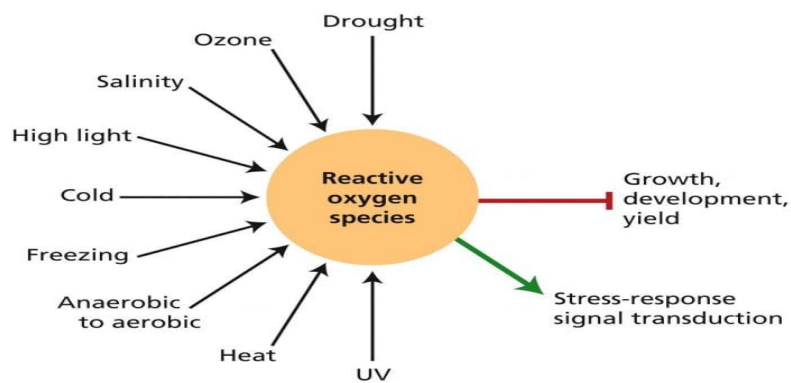 Drought
Ozone
Salinity
High light
Cold
Freezing
Anaerobic
to aerobic
Heat
UV
Reactive
oxygen
species
Growth,
development,
yield
Stress-response
signal transduction